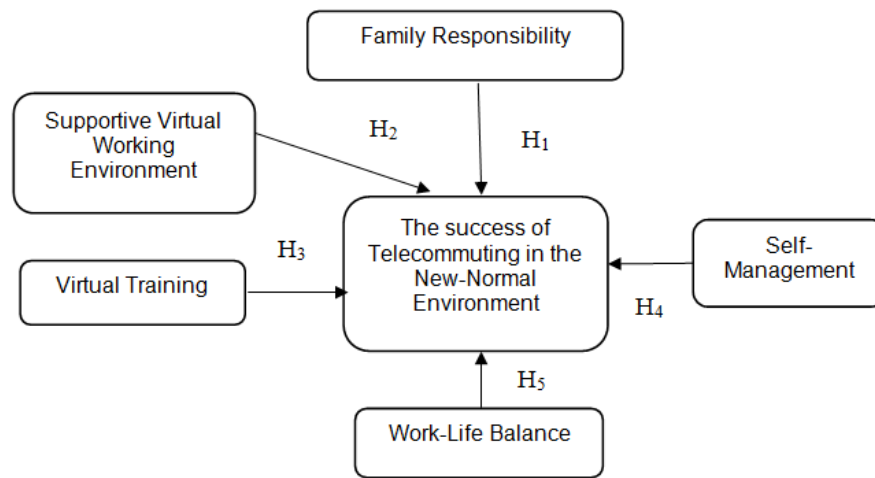 Family Responsibility
H1
Supportive Virtual
Working
Environment
H2
The success of
Telecommuting in the
New-Normal
Environment
Self-
Management
H4
Virtual Training
H3
H5
Work-Life Balance